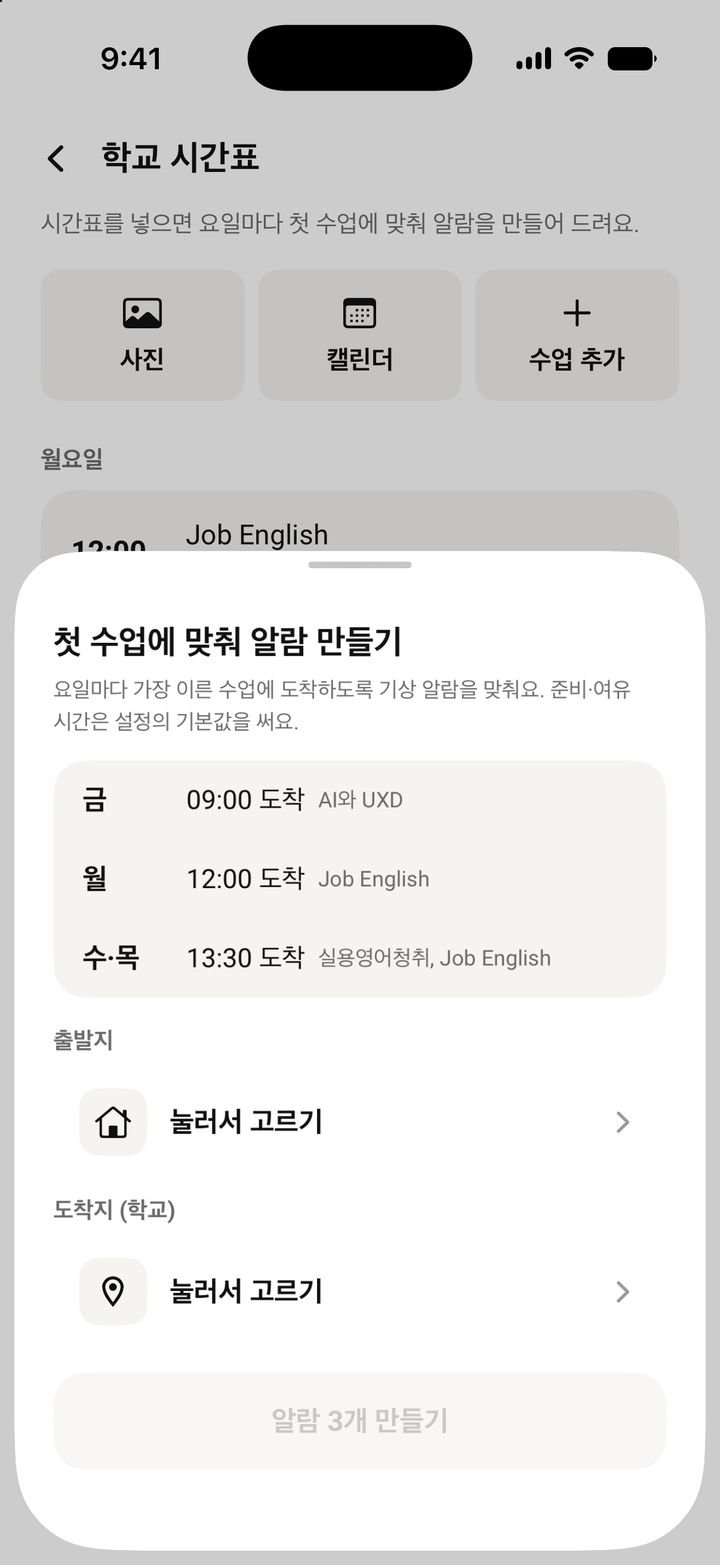 9:41
학교 시간표
시간표를 넣으면 요일마다 첫 수업에 맞춰 알람을 만들어 드려요.
사진
캘린더
수업 추가
월요일
12:00
Job English
첫 수업에 맞춰 알람 만들기
요일마다 가장 이른 수업에 도착하도록 기상 알람을 맞춰요. 준비·여유
시간은 설정의 기본값을 써요.
금 09:00 도착 AI와 UXD
월 12:00 도착 Job English
수·목 13:30 도착 실용영어청취, Job English
출발지
눌러서 고르기
도착지 (학교)
눌러서 고르기
알람 3개 만들기